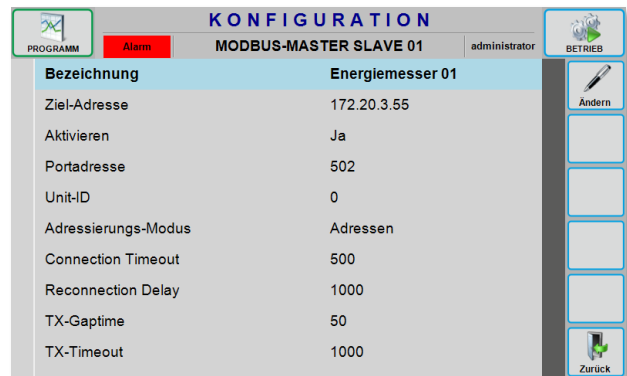 KONFIGURATION
PROGRAMM
Alarm
MODBUS-MASTER SLAVE 01
administrator
BETRIEB
Bezeichnung Energiemesser 01
Ändern
Ziel-Adresse 172.20.3.55
Aktivieren Ja
Portadresse 502
Unit-ID 0
Adressierungs-Modus Adressen
Connection Timeout 500
Reconnection Delay 1000
TX-Gaptime 50
TX-Timeout 1000
Zurück